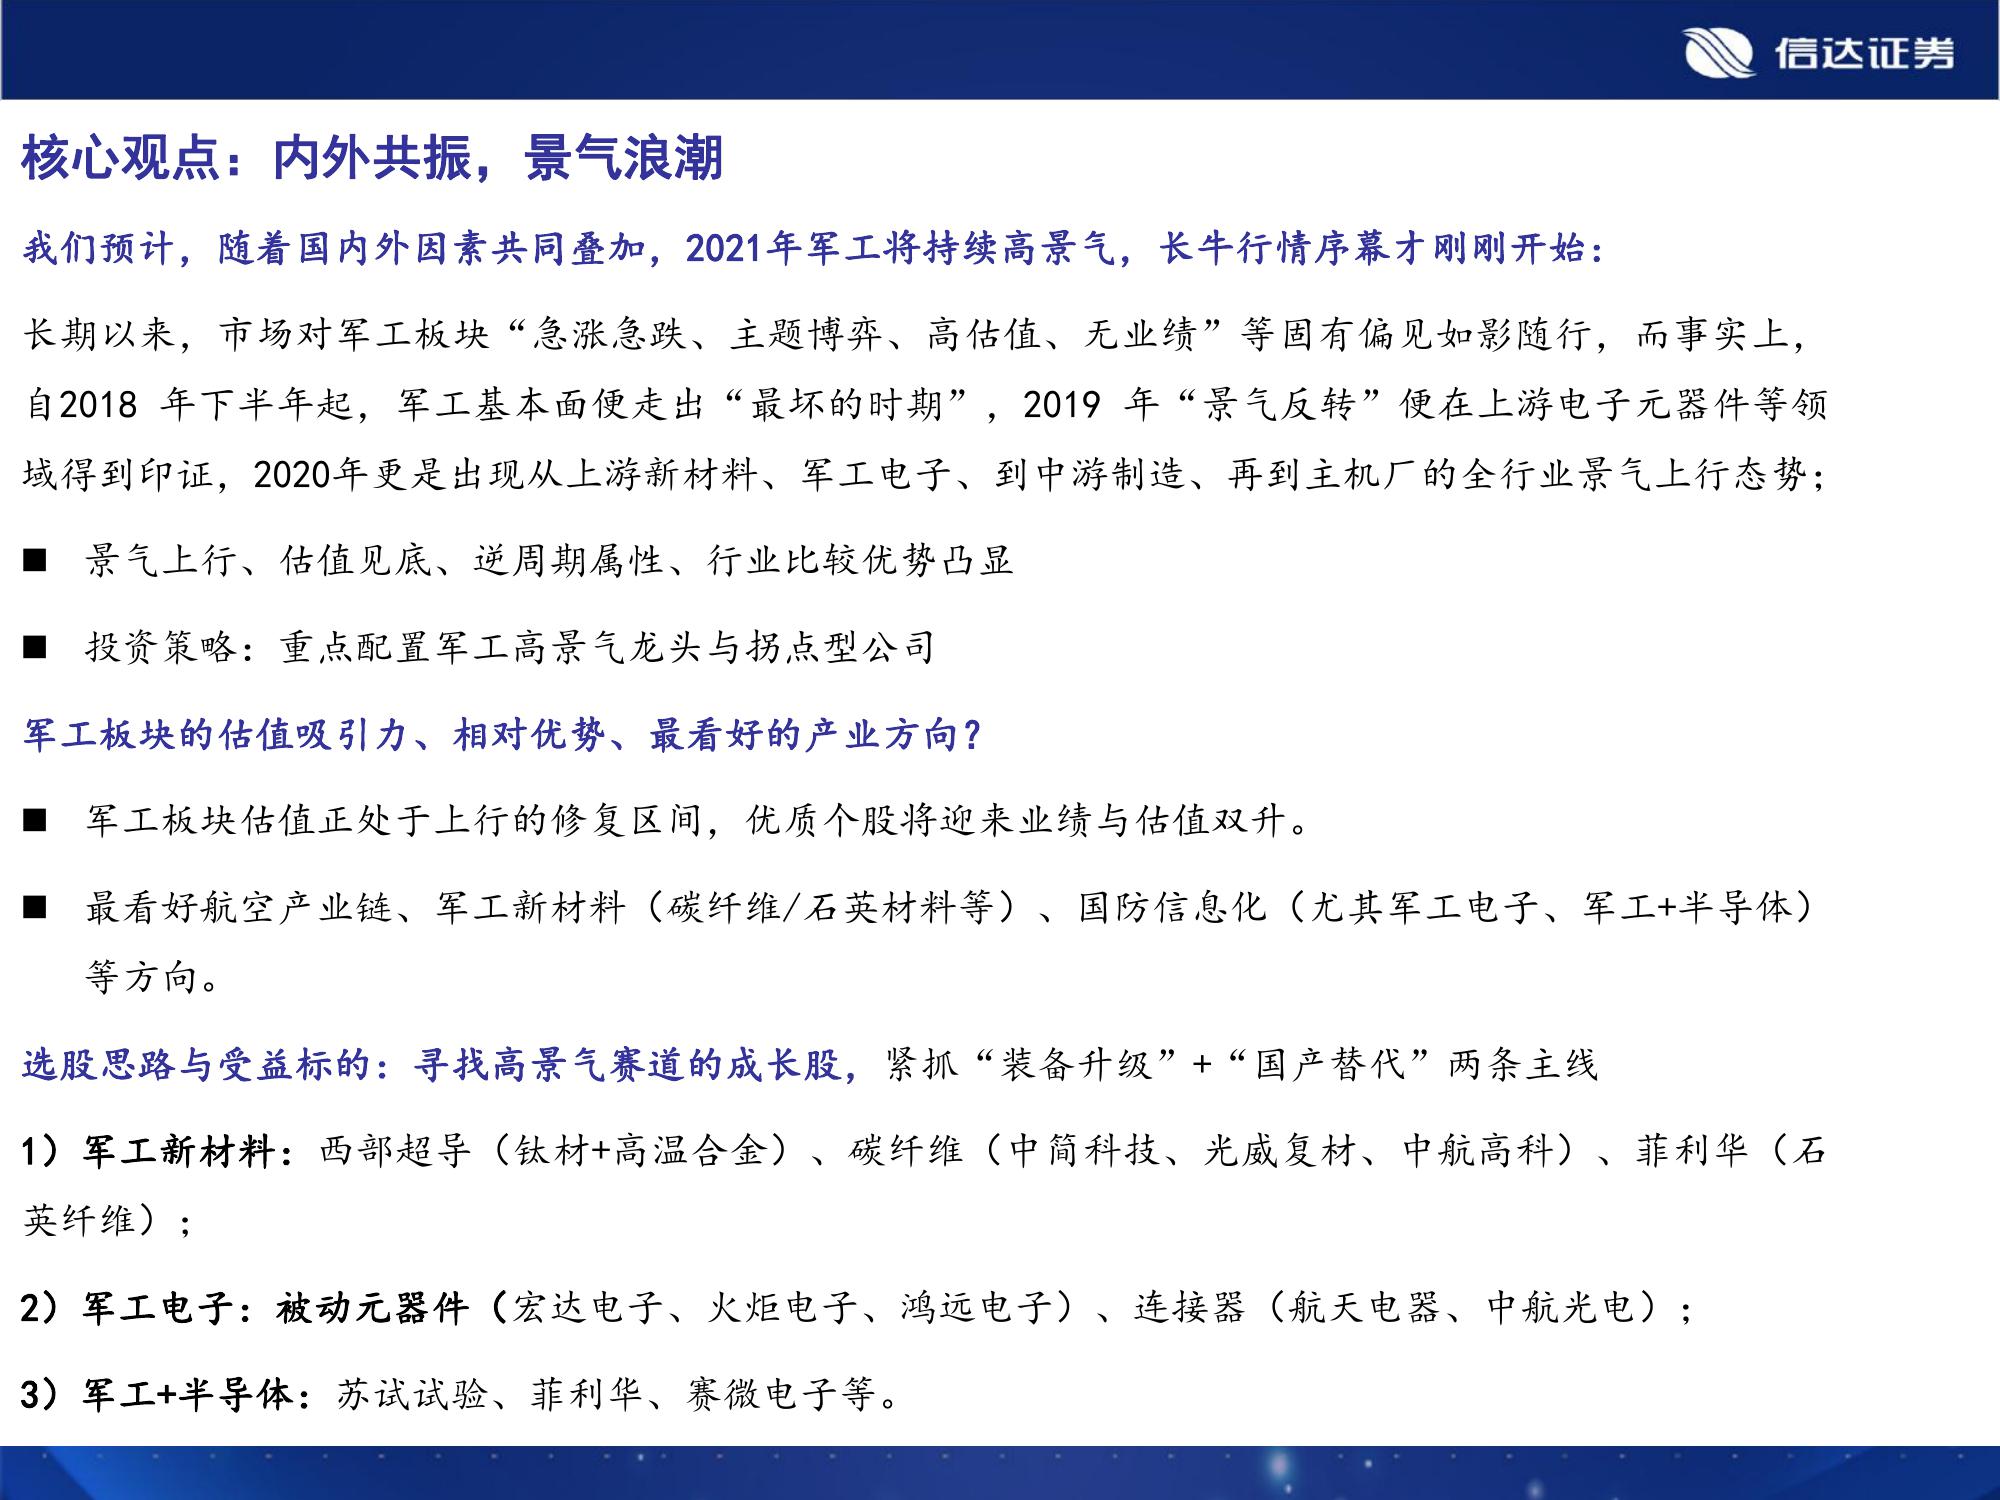 信达证券
核心观点：内外共振，景气浪潮
我们预计，随着国内外因素共同叠加，2021年军工将持续高景气，长牛行情序幕才刚刚开始：
长期以来，市场对军工板块“急涨急跌、主题博弈、高估值、无业绩”等固有偏见如影随行，而事实上，
自2018 年下半年起，军工基本面便走出“最坏的时期”，2019 年“景气反转”便在上游电子元器件等领
域得到印证，2020年更是出现从上游新材料、军工电子、到中游制造、再到主机厂的全行业景气上行态势；
■ 景气上行、估值见底、逆周期属性、行业比较优势凸显
■ 投资策略：重点配置军工高景气龙头与拐点型公司
军工板块的估值吸引力、相对优势、最看好的产业方向？
■ 军工板块估值正处于上行的修复区间，优质个股将迎来业绩与估值双升。
■ 最看好航空产业链、军工新材料（碳纤维/石英材料等）、国防信息化（尤其军工电子、军工+半导体）
等方向。
选股思路与受益标的：寻找高景气赛道的成长股，紧抓“装备升级”+“国产替代”两条主线
1）军工新材料：西部超导（钛材+高温合金）、碳纤维（中简科技、光威复材、中航高科）、菲利华（石
英纤维）；
2）军工电子：被动元器件（宏达电子、火炬电子、鸿远电子）、连接器（航天电器、中航光电）；
3）军工+半导体：苏试试验、菲利华、赛微电子等。